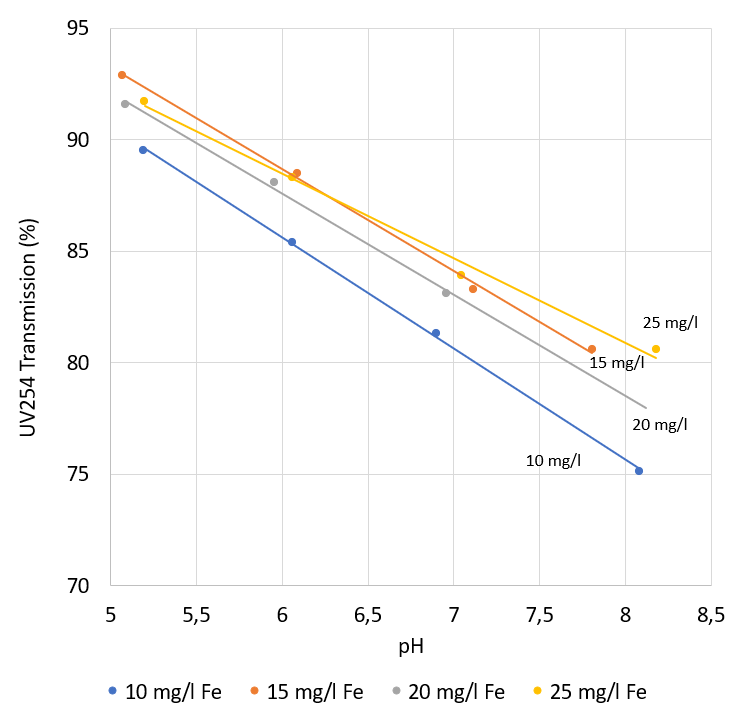 95
90
85
80
75
70
UV254 Transmission (%)
25 mg/l
15 mg/l
20 mg/l
10 mg/l
5 5,5 6 6,5 7 7,5 8 8,5
pH
10 mg/l Fe 15 mg/l Fe 20 mg/l Fe 25 mg/l Fe